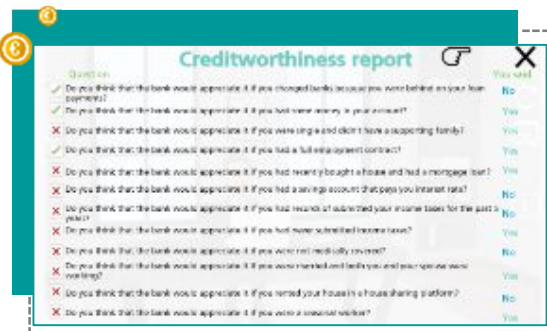 Creditworthiness report
Question
You said
Do you think that the bank would appreciate it if you changed banks because you were behind on your loan
payments?
No
Do you think that the bank would appreciate it if you had some money in your account?
Yes
Do you think that the bank would appreciate it if you were single and didn't have a supporting family?
Yes
Do you think that the bank would appreciate it if you had a full employment contract?
Yes
Do you think that the bank would appreciate it if you had recently bought a house and had a mortgage loan?
Yes
Do you think that the bank would appreciate it if you had a savings account that pays you interest rate?
No
Do you think that the bank would appreciate it if you had records of submitted your income taxes for the past 5
years?
No
Do you think that the bank would appreciate it if you had never submitted income taxes?
Yes
Do you think that the bank would appreciate it if you were not medically covered?
No
Do you think that the bank would appreciate it if you were married and both you and your spouse were
working?
Yes
Do you think that the bank would appreciate it if you rented your house in a house sharing platform?
No
Do you think that the bank would appreciate it if you were a seasonal worker?
Yes